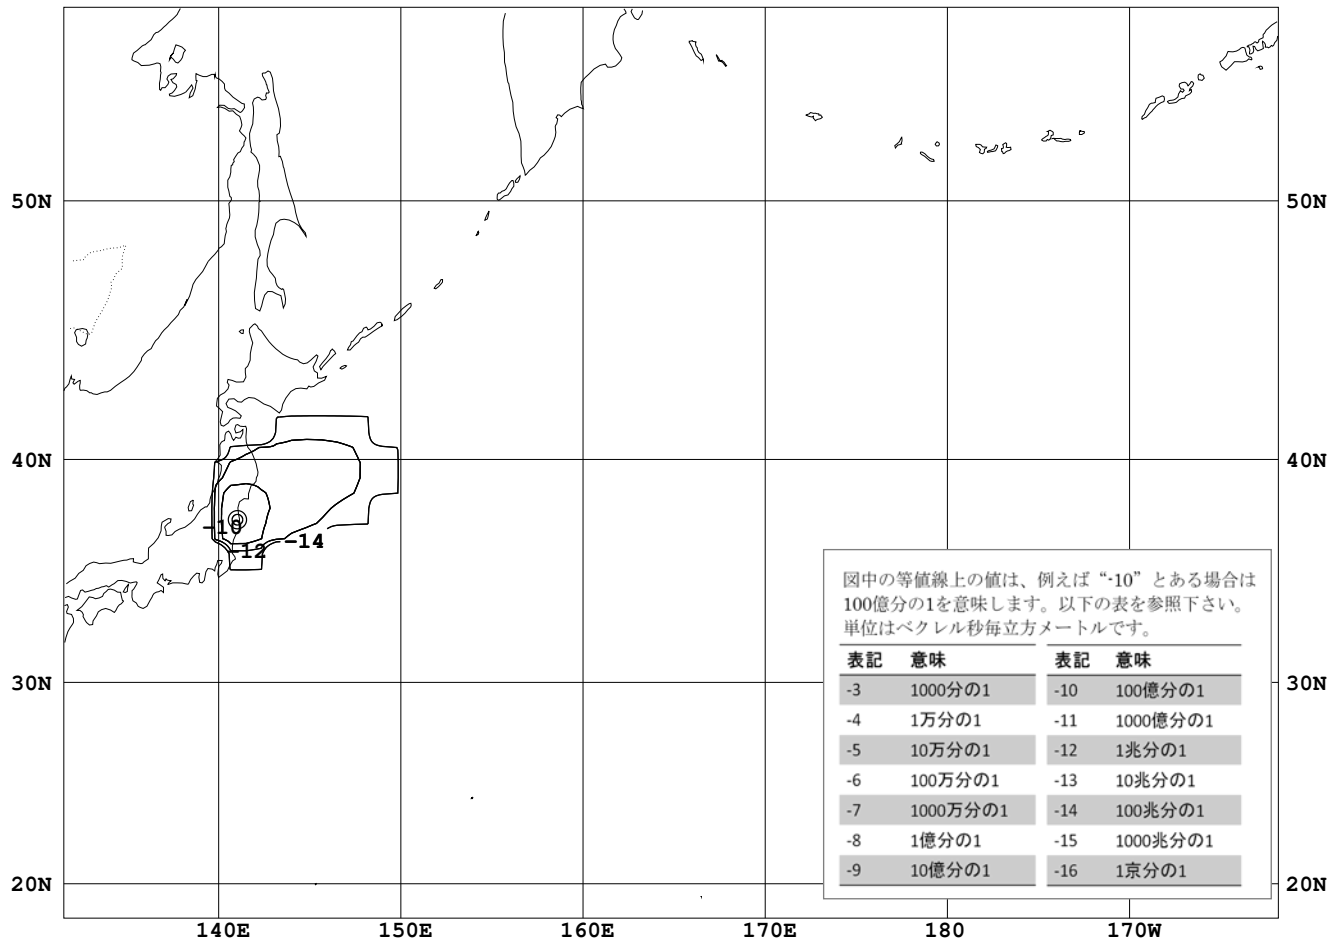 50N 50N
40N 40N
-10
-12 -14
図中の等値線上の値は、例えば“-10”とある場合は
100億分の1を意味します。以下の表を参照下さい。
単位はベクレル秒毎立方メートルです。
表記 意味 表記 意味
-3 1000分の1 -10 100億分の1
-4 1万分の1 -11 1000億分の1
-5 10万分の1 -12 1兆分の1
-6 100万分の1 -13 10兆分の1
-7 1000万分の1 -14 100兆分の1
-8 1億分の1 -15 1000兆分の1
-9 10億分の1 -16 1京分の1
30N 30N
20N 20N
140E 150E 160E 170E 180 170W